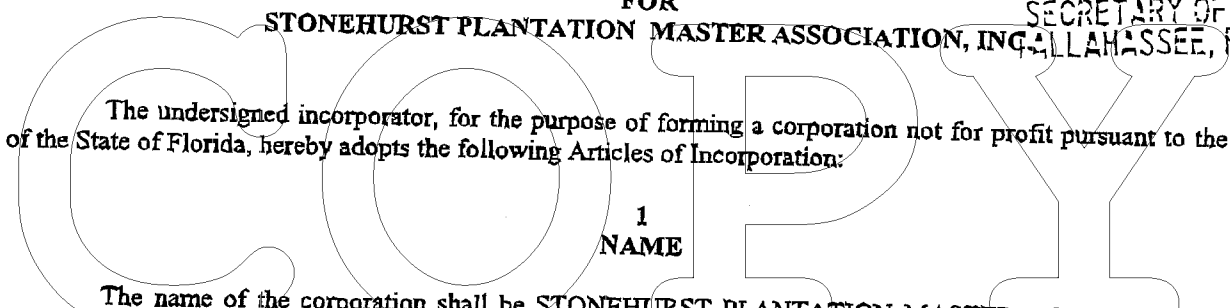 FOR
SECRETARY OF
STONEHURST PLANTATION MASTER ASSOCIATION, INC.
TALLAHASSEE,
The undersigned incorporator, for the purpose of forming a corporation not for profit pursuant to the
of the State of Florida, hereby adopts the following Articles of Incorporation:
1
NAME
The name of the corporation shall be STONEHURST PLANTATION MASTER
COPY